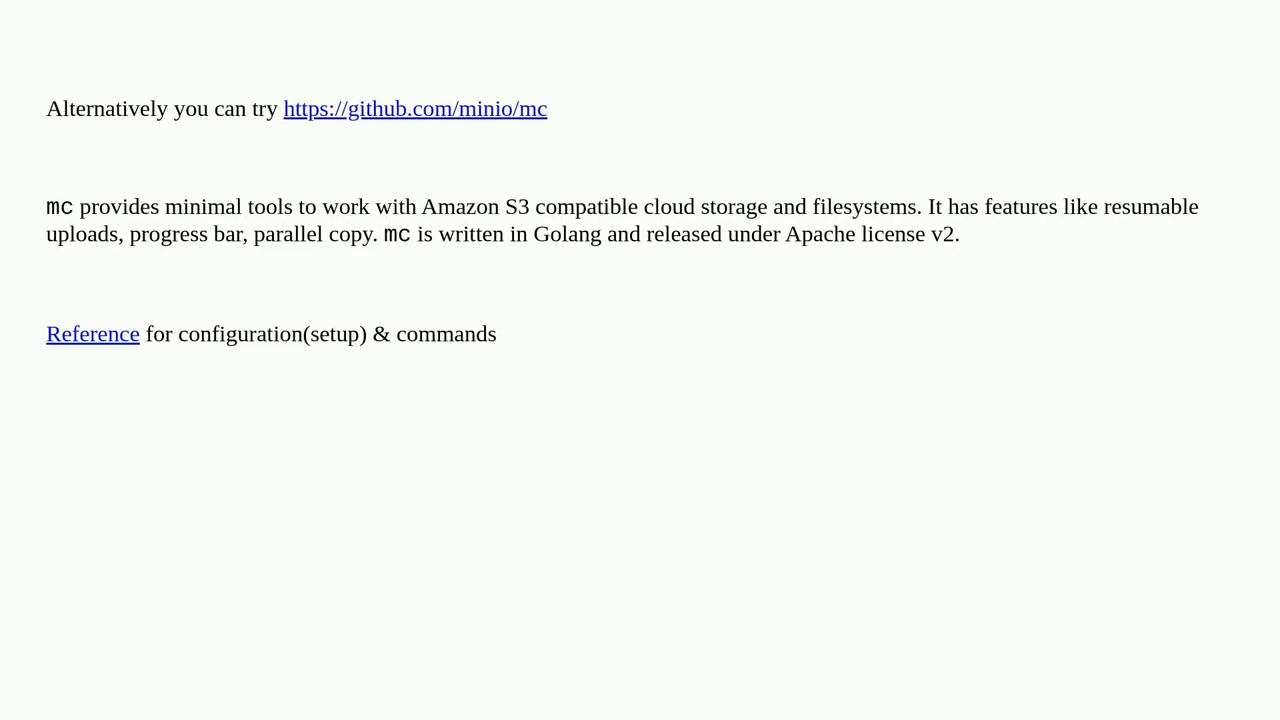 Alternatively you can try https://github.com/minio/mc
mc provides minimal tools to work with Amazon S3 compatible cloud storage and filesystems. It has features like resumable
uploads, progress bar, parallel copy. mc is written in Golang and released under Apache license v2.
Reference for configuration(setup) & commands